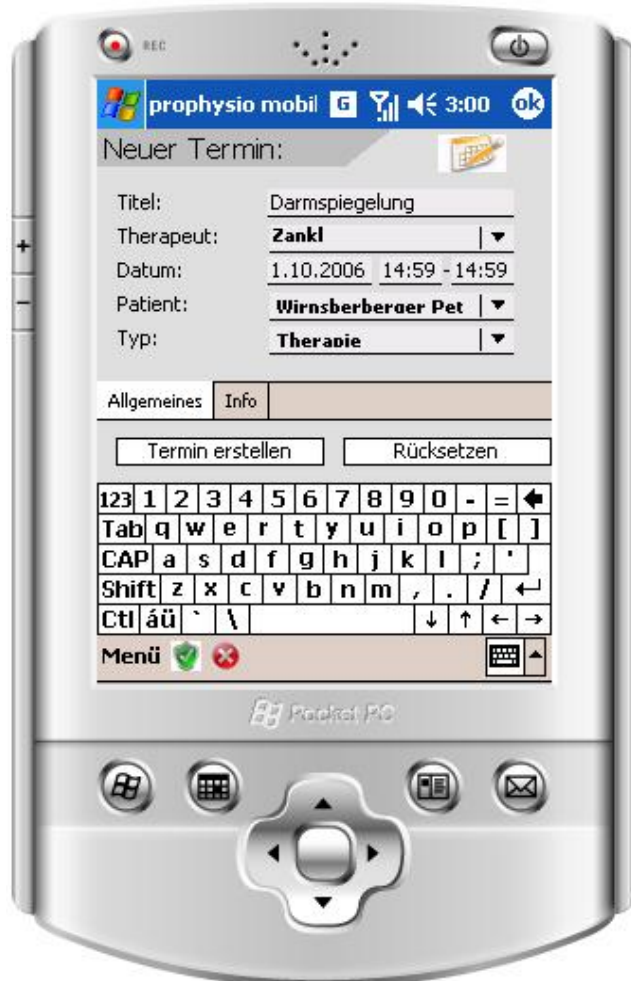 REC
prophysio mobil G 3:00 ok
Neuer Termin:
Titel: Darmspiegelung
Therapeut: Zankl
Datum: 1.10.2006 14:59 - 14:59
Patient: Wirnsberberger Pet
Typ: Therapie
Allgemeines Info
Termin erstellen Rücksetzen
123 1 2 3 4 5 6 7 8 9 0 - = 🡄
Tab q w e r t y u i o p [ ]
CAP a s d f g h j k l ; '
Shift z x c v b n m , . / ↵
Ctl áü ` \ ↓ ↑ ← →
Menü
Pocket PC